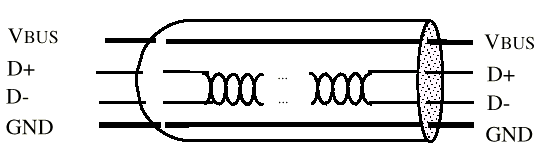 VBUS
D+
D-
GND
...
...
VBUS
D+
D-
GND